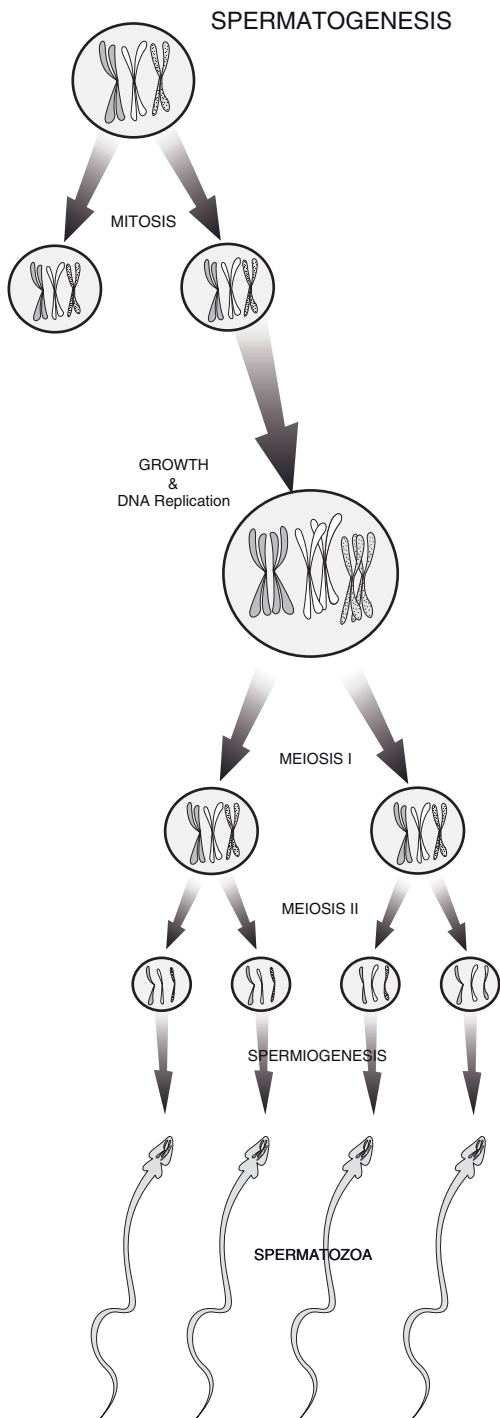 SPERMATOGENESIS
MITOSIS
GROWTH
&
DNA Replication
MEIOSIS I
MEIOSIS II
SPERMIOGENESIS
SPERMATOZOA